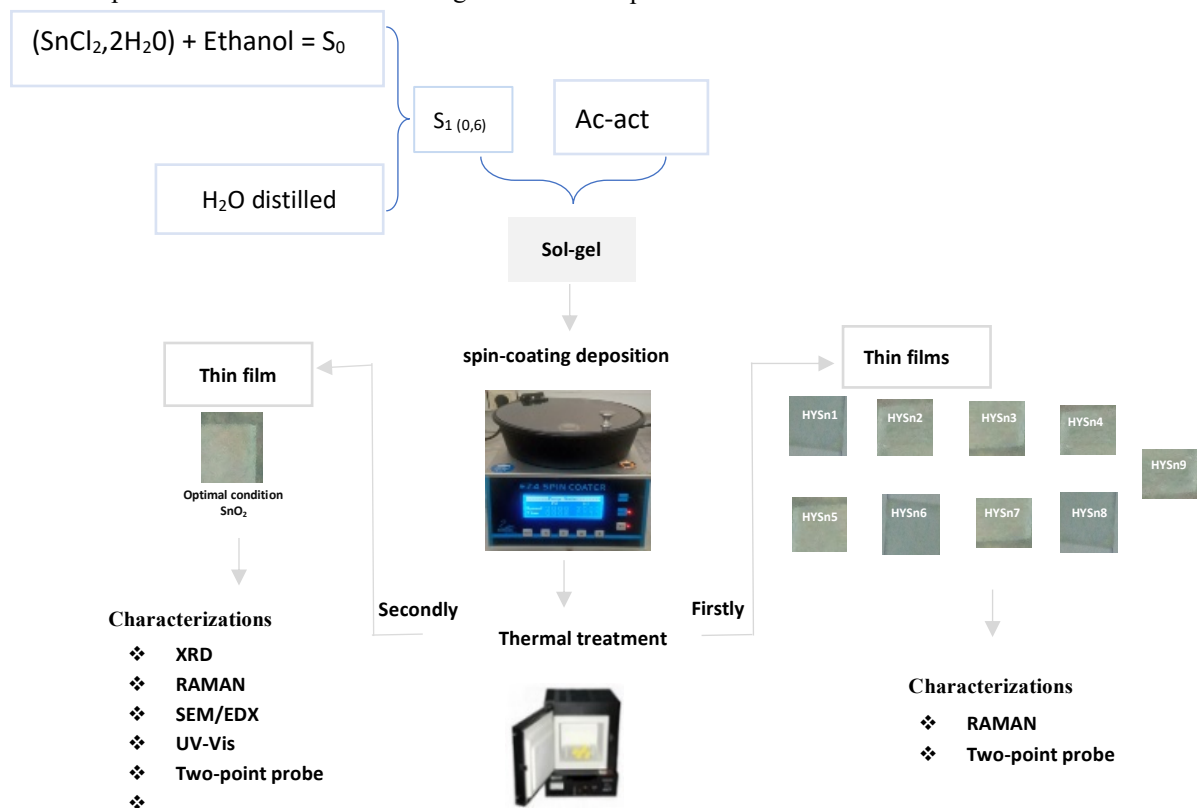 (SnCl₂,2H₂0) + Ethanol = S₀
S₁ (0,6)
Ac-act
H₂O distilled
Sol-gel
spin-coating deposition
Thin film
Thin films
HYSn1
HYSn2
HYSn3
HYSn4
HYSn9
HYSn5
HYSn6
HYSn7
HYSn8
SPIN COATER
Optimal condition
SnO₂
Secondly
Firstly
Thermal treatment
Characterizations
❖ XRD
❖ RAMAN
❖ SEM/EDX
❖ UV-Vis
❖ Two-point probe
❖
Characterizations
❖ RAMAN
❖ Two-point probe